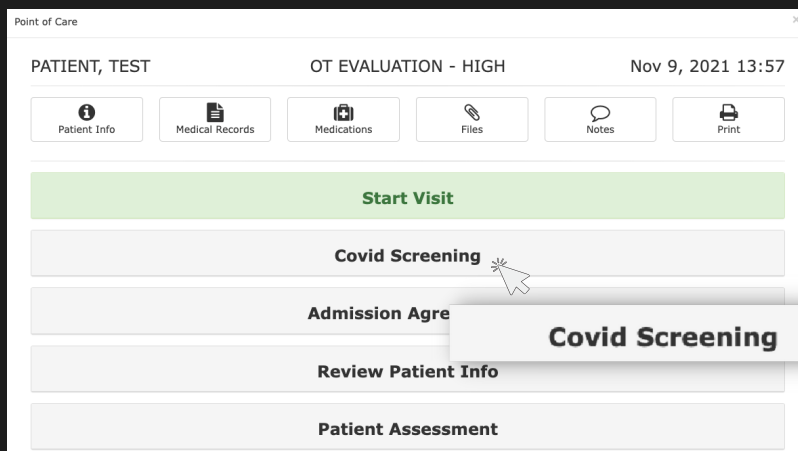 Point of Care
PATIENT, TEST OT EVALUATION - HIGH Nov 9, 2021 13:57
Patient Info Medical Records Medications Files Notes Print
Start Visit
Covid Screening
Admission Agre
Covid Screening
Review Patient Info
Patient Assessment